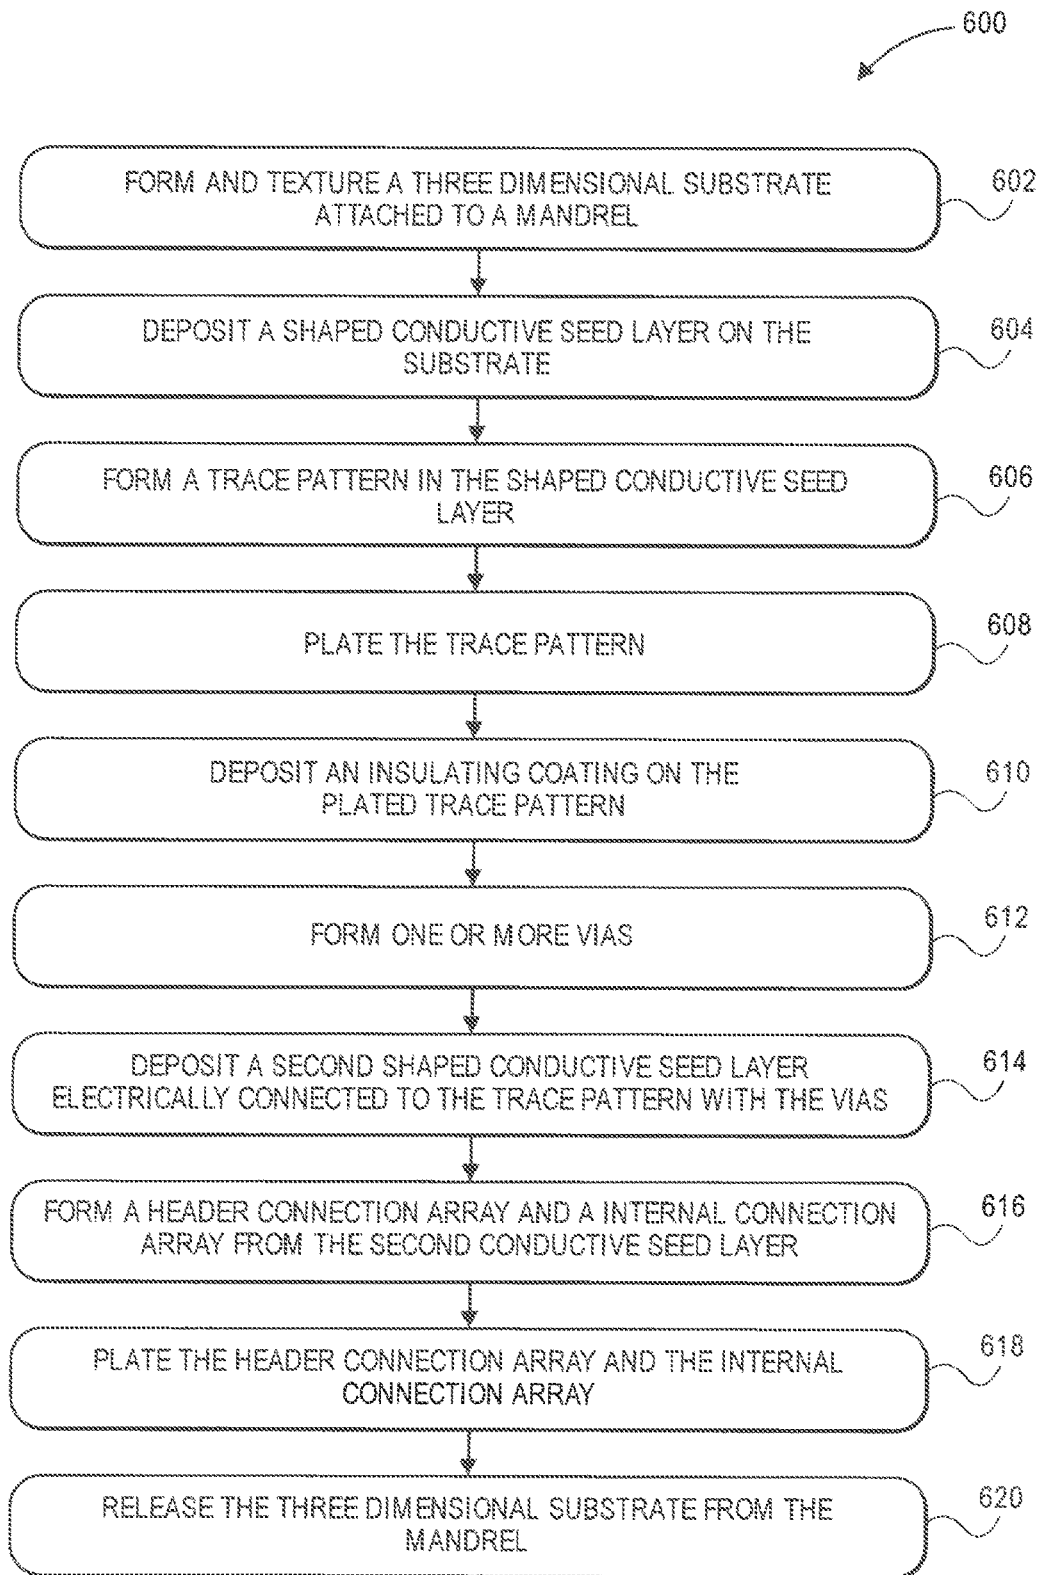 600
FORM AND TEXTURE A THREE DIMENSIONAL SUBSTRATE
ATTACHED TO A MANDREL
602
DEPOSIT A SHAPED CONDUCTIVE SEED LAYER ON THE
SUBSTRATE
604
FORM A TRACE PATTERN IN THE SHAPED CONDUCTIVE SEED
LAYER
606
PLATE THE TRACE PATTERN
608
DEPOSIT AN INSULATING COATING ON THE
PLATED TRACE PATTERN
610
FORM ONE OR MORE VIAS
612
DEPOSIT A SECOND SHAPED CONDUCTIVE SEED LAYER
ELECTRICALLY CONNECTED TO THE TRACE PATTERN WITH THE VIAS
614
FORM A HEADER CONNECTION ARRAY AND A INTERNAL CONNECTION
ARRAY FROM THE SECOND CONDUCTIVE SEED LAYER
616
PLATE THE HEADER CONNECTION ARRAY AND THE INTERNAL
CONNECTION ARRAY
618
RELEASE THE THREE DIMENSIONAL SUBSTRATE FROM THE
MANDREL
620